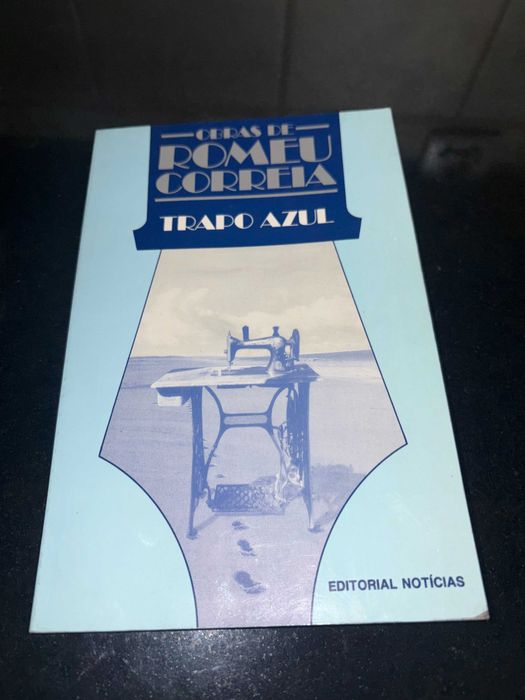 OBRAS DE
ROMEU
CORREIA
TRAPO AZUL
EDITORIAL NOTÍCIAS